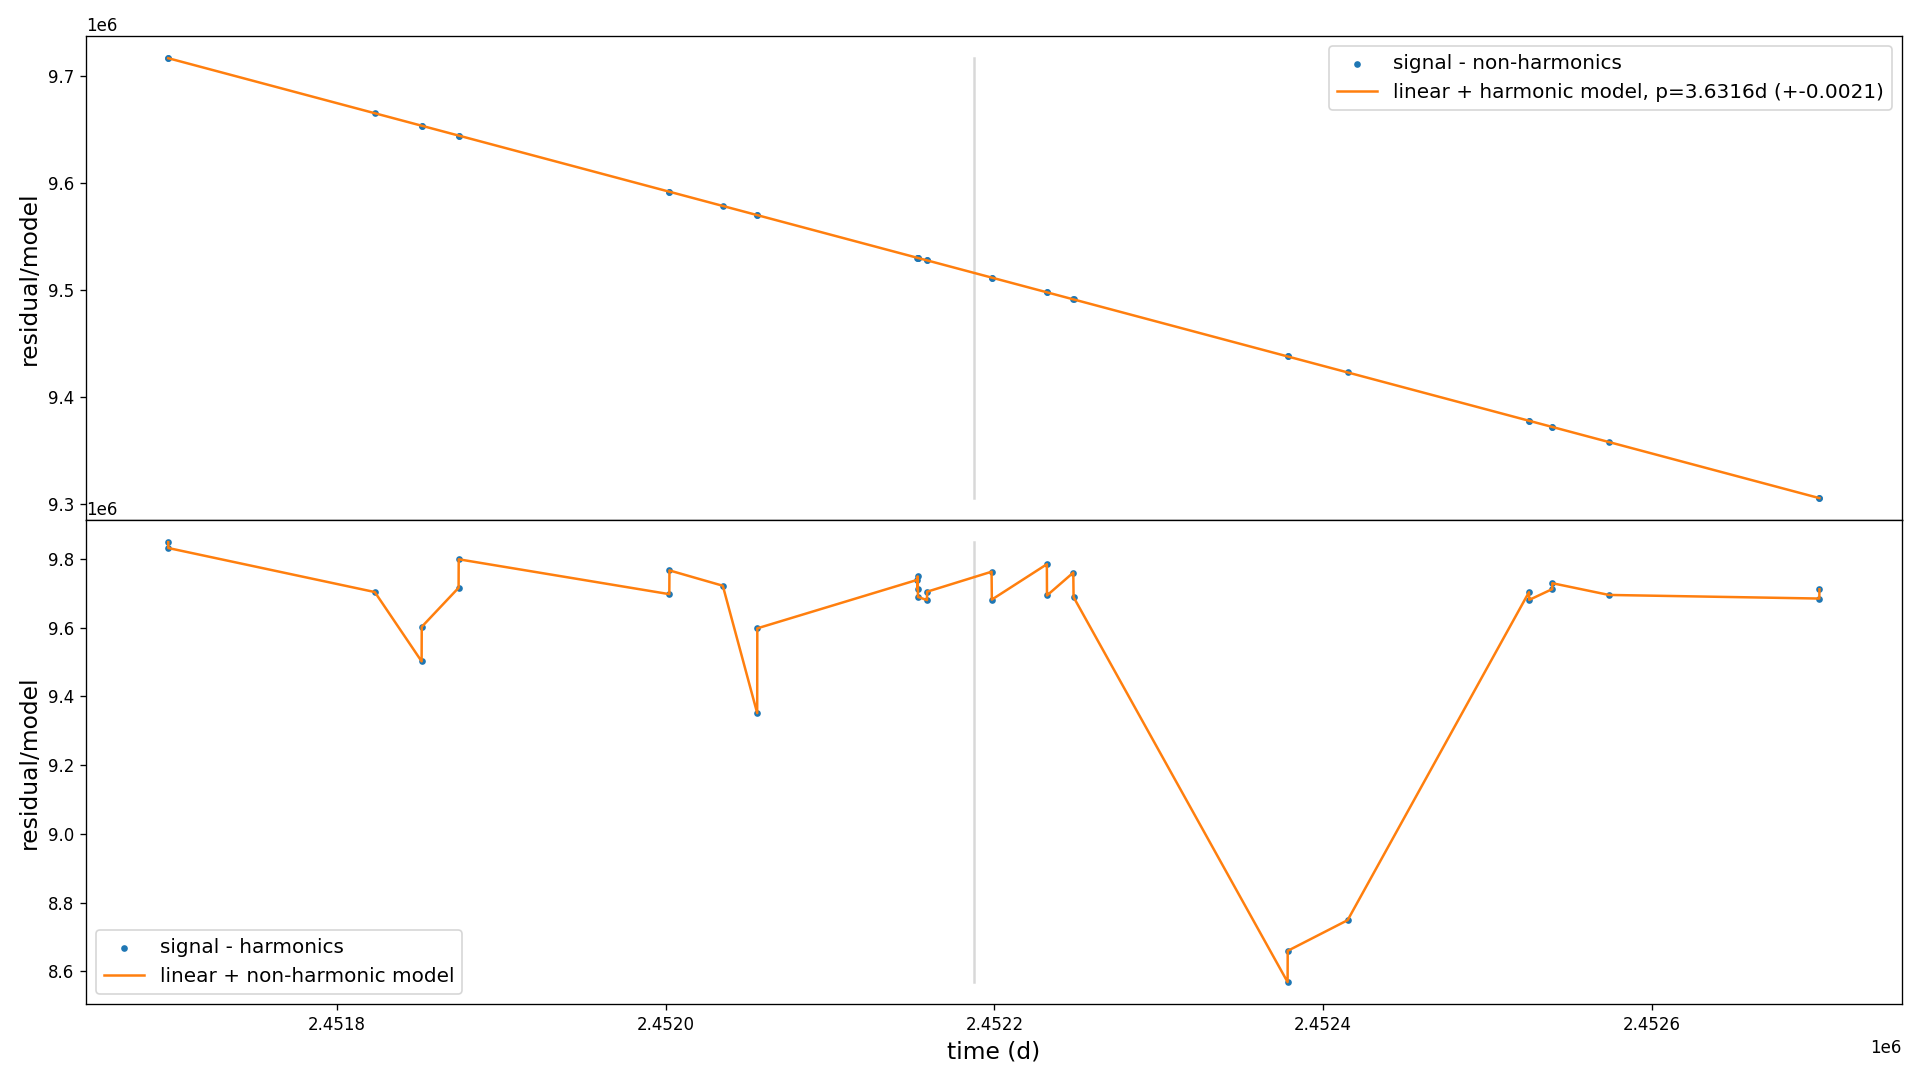 1e6
9.7
9.6
9.5
9.4
9.3
residual/model
signal - non-harmonics
linear + harmonic model, p=3.6316d (+-0.0021)
1e6
9.8
9.6
9.4
9.2
9.0
8.8
8.6
residual/model
signal - harmonics
linear + non-harmonic model
2.4518 2.4520 2.4522 2.4524 2.4526
time (d)
1e6